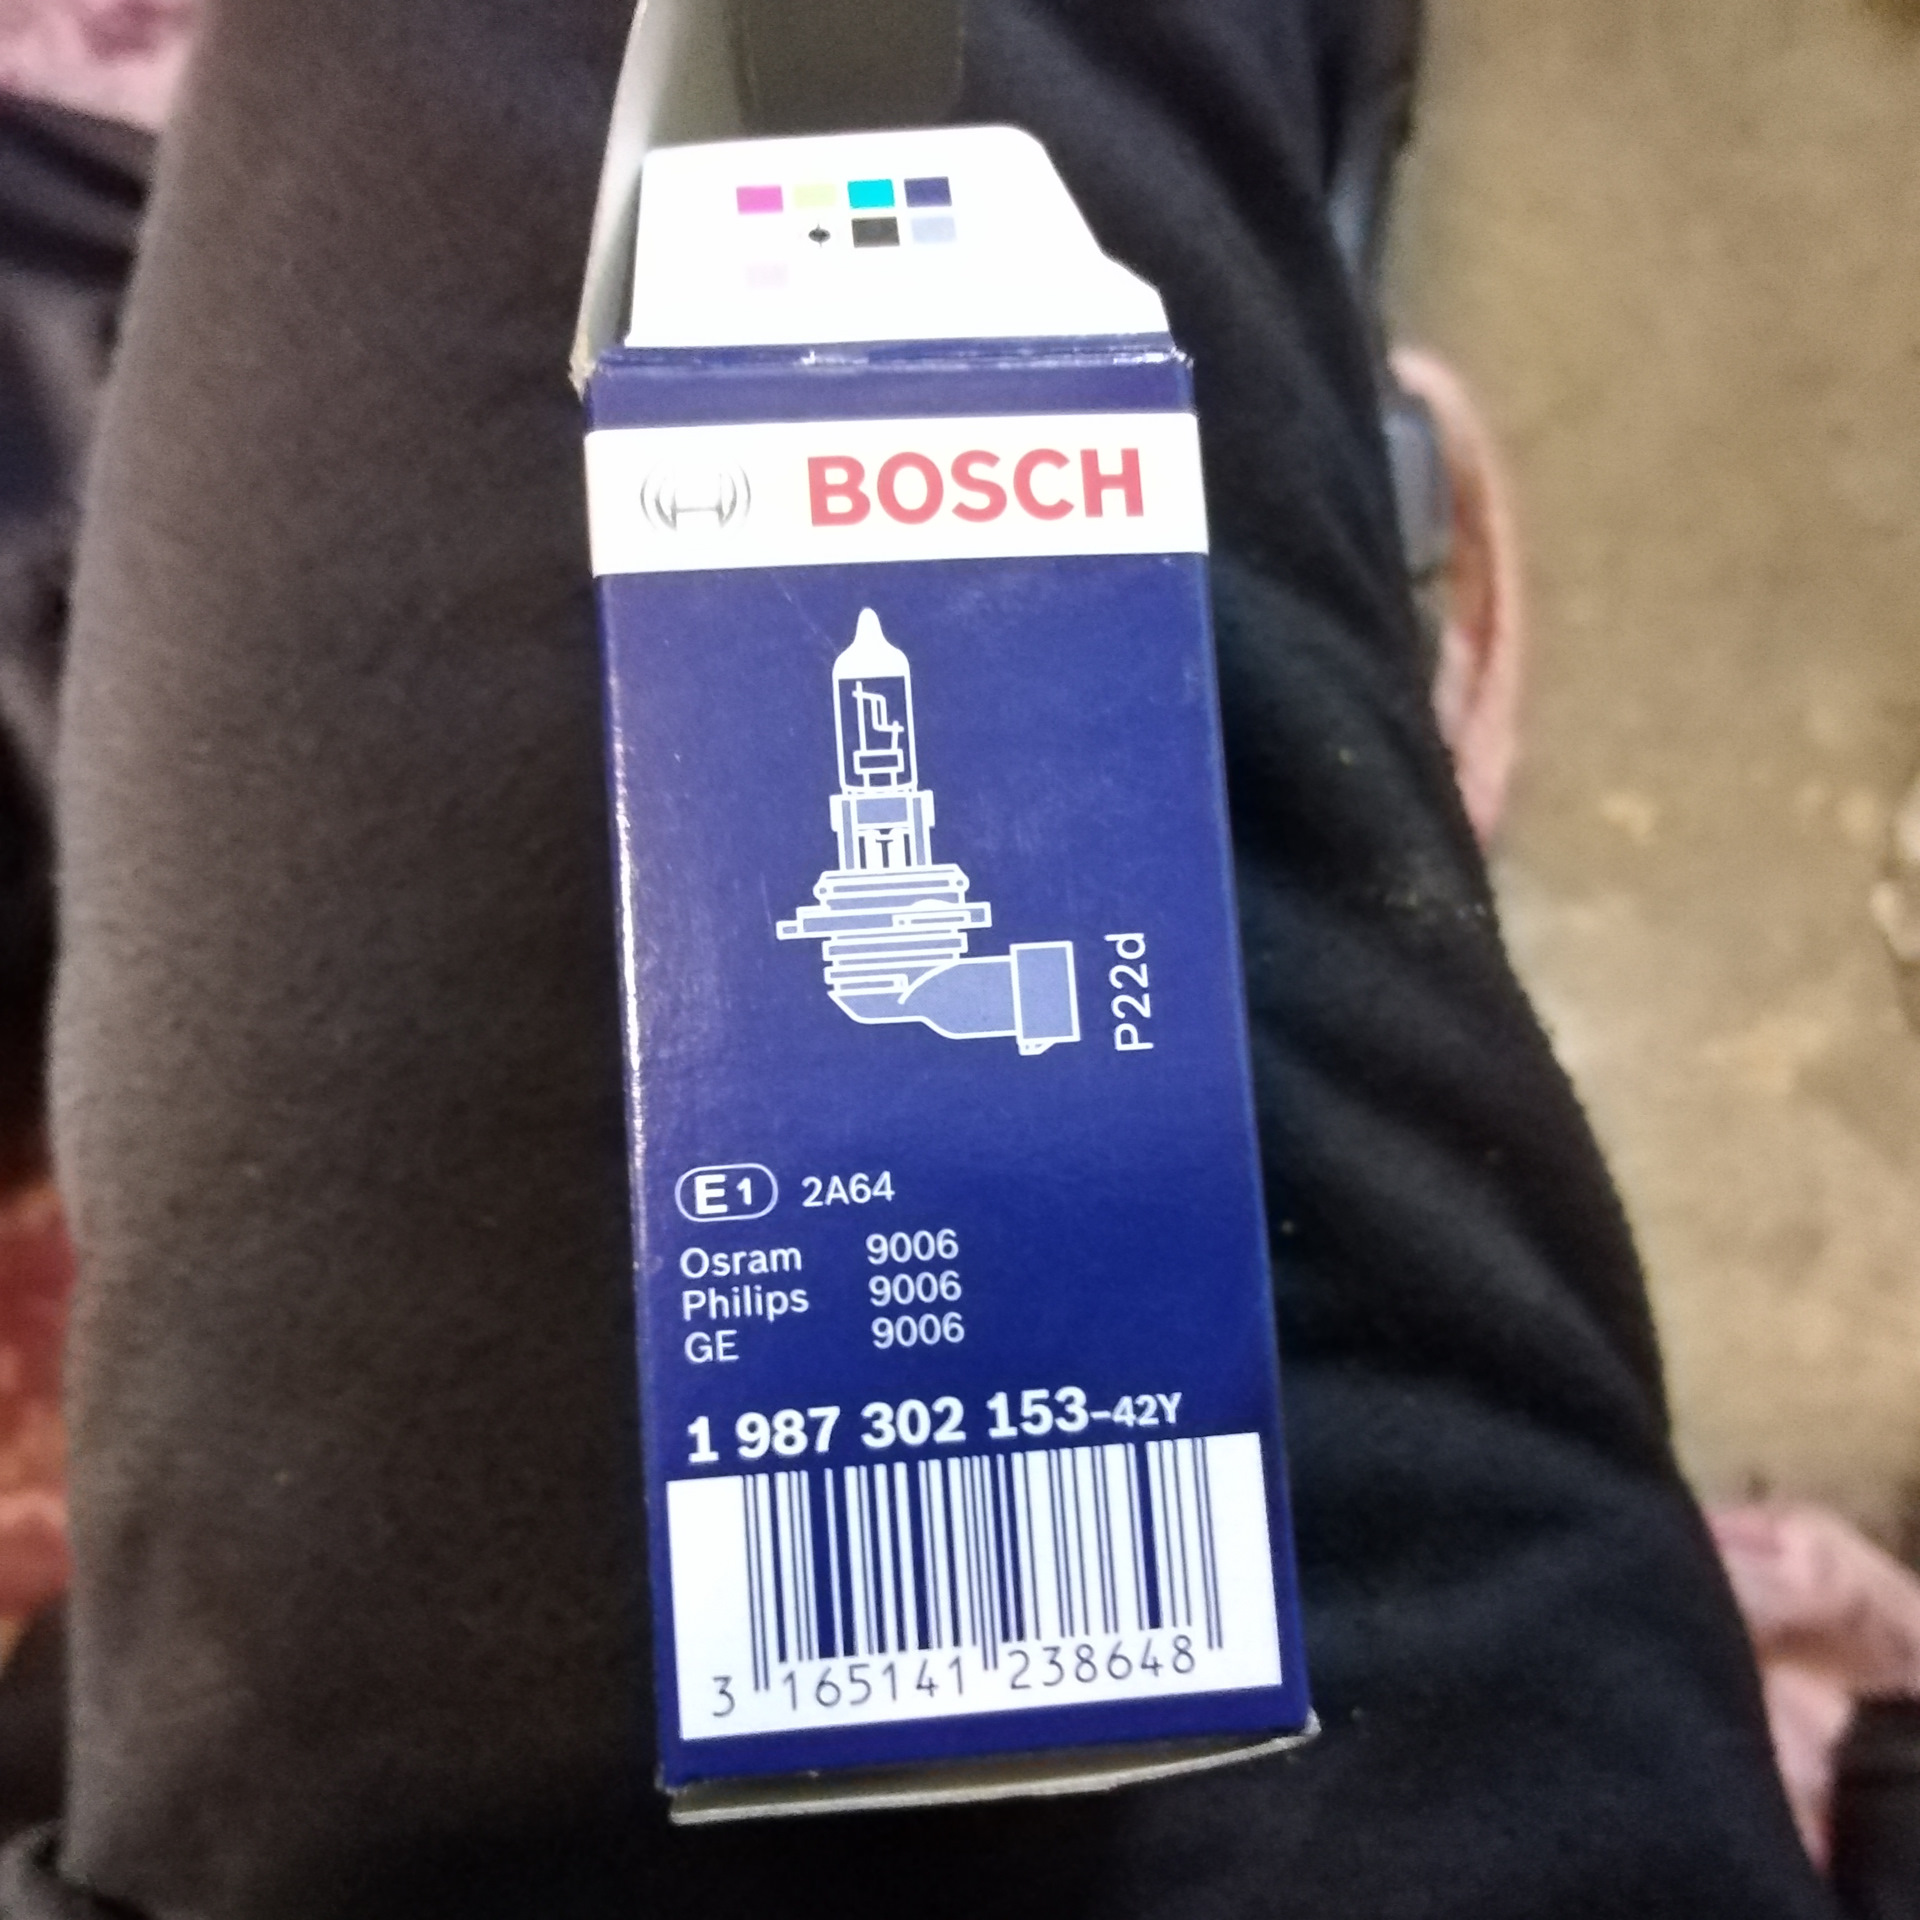 BOSCH
P22d
E1 2A64
Osram 9006
Philips 9006
GE 9006
1 987 302 153-42Y
3 165141 238648